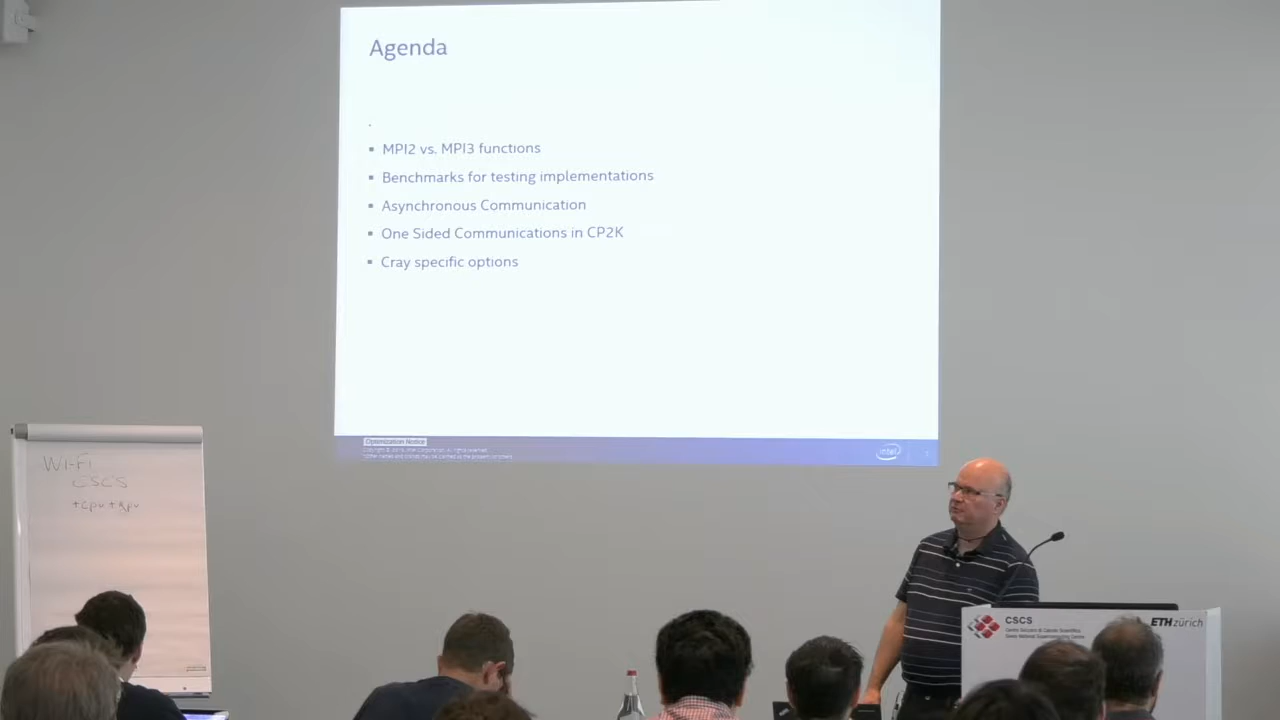 Agenda
MPI2 vs. MPI3 functions
Benchmarks for testing implementations
Asynchronous Communication
One Sided Communications in CP2K
Cray specific options
Optimization Notice
intel
Wi-Fi
CSCS
CSCS
ETH zürich